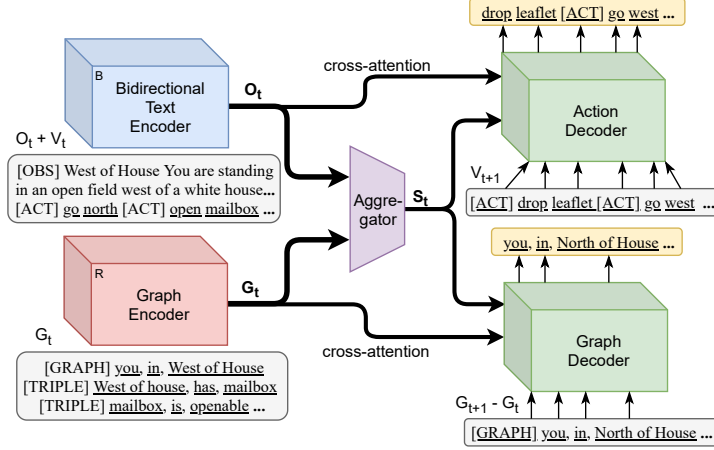 drop leaflet [ACT] go west ...
cross-attention
B
Bidirectional
Text
Encoder
Oₜ
Action
Decoder
Oₜ + Vₜ
[OBS] West of House You are standing
in an open field west of a white house...
[ACT] go north [ACT] open mailbox ...
Vₜ₊₁
[ACT] drop leaflet [ACT] go west ...
Aggre-
gator
Sₜ
you, in, North of House ...
R
Graph
Encoder
Gₜ
Graph
Decoder
Gₜ
cross-attention
[GRAPH] you, in, West of House
[TRIPLE] West of house, has, mailbox
[TRIPLE] mailbox, is, openable ...
Gₜ₊₁ - Gₜ
[GRAPH] you, in, North of House ...